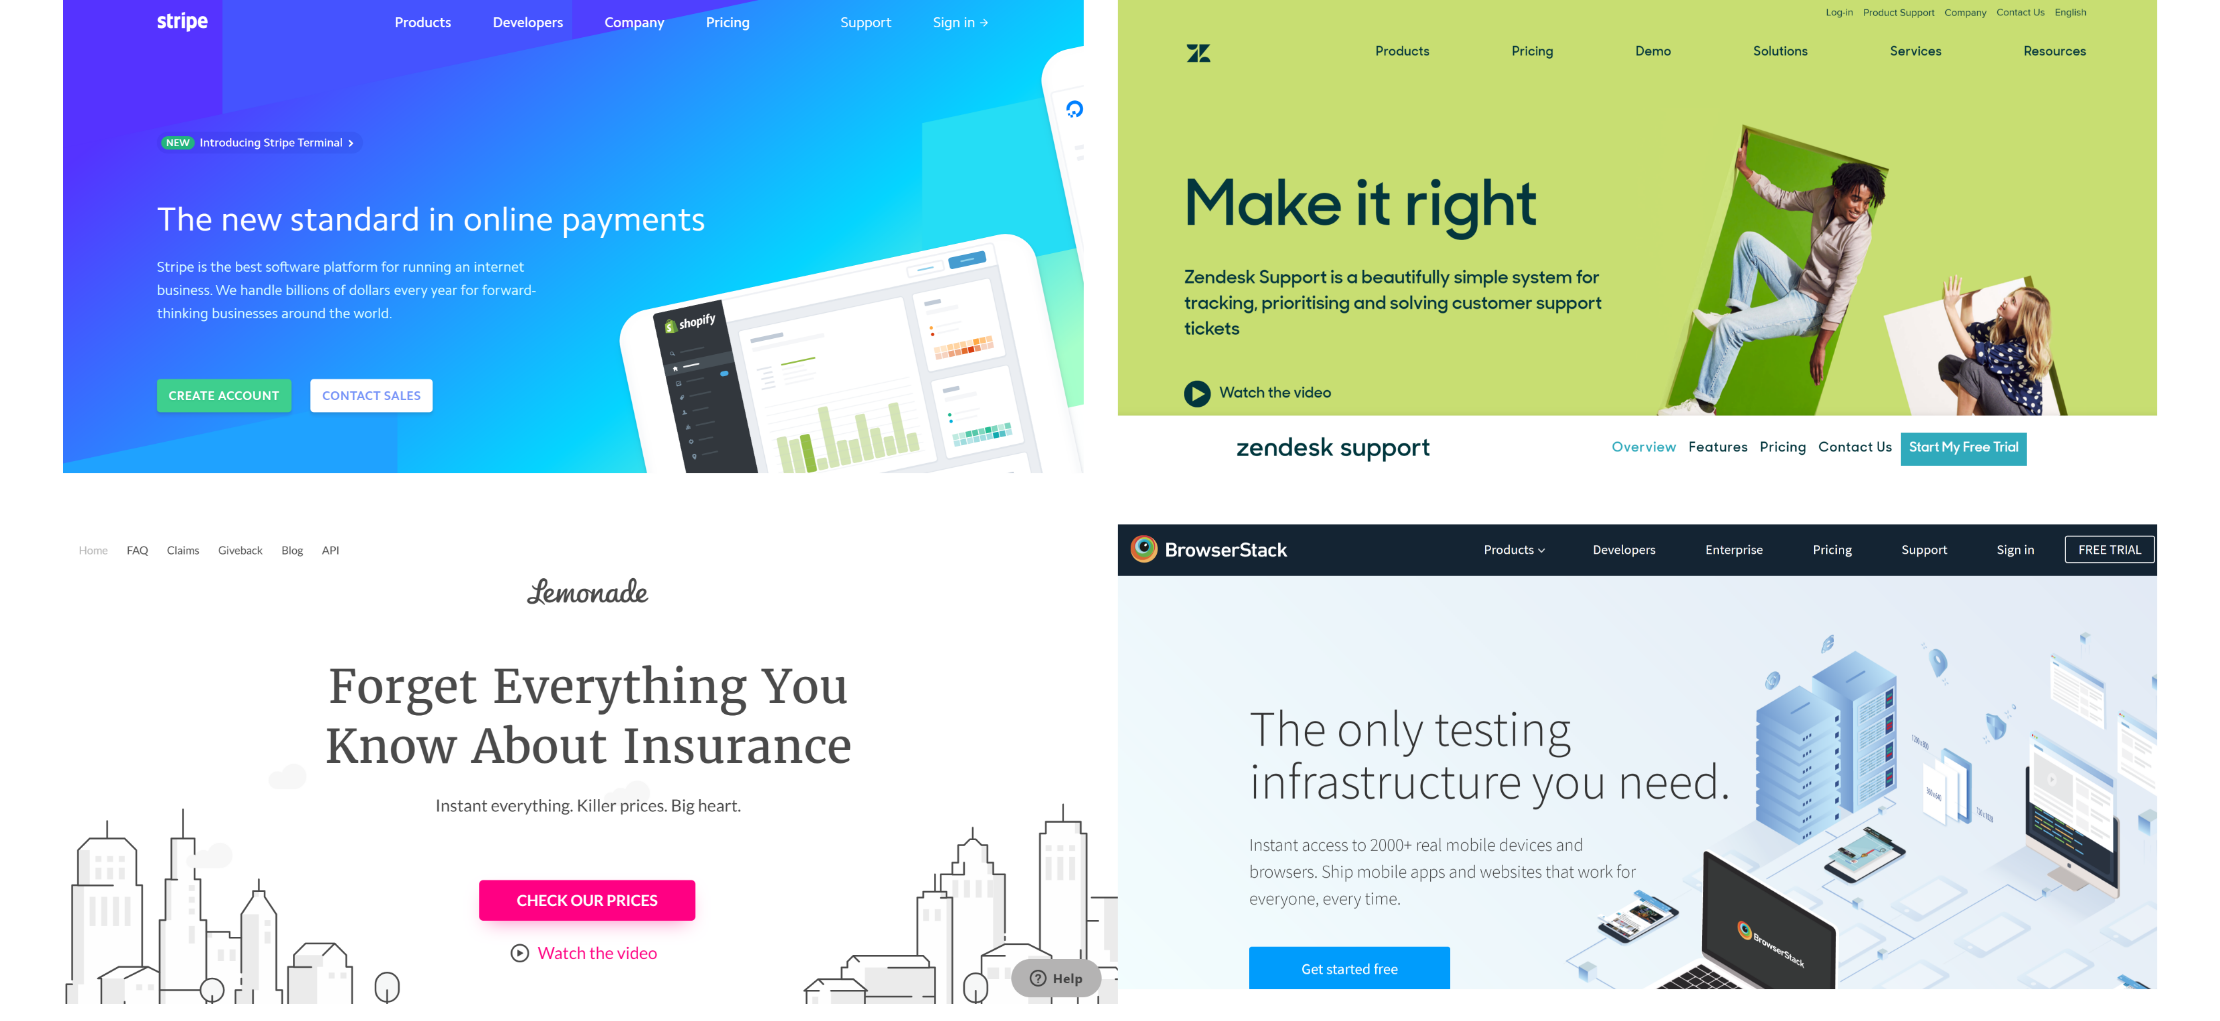 stripe
Products Developers Company Pricing Support Sign in →
NEW Introducing Stripe Terminal >
The new standard in online payments
Stripe is the best software platform for running an internet
business. We handle billions of dollars every year for forward-
thinking businesses around the world.
CREATE ACCOUNT CONTACT SALES
shopify
Log-in Product Support Company Contact Us English
Products Pricing Demo Solutions Services Resources
Make it right
Zendesk Support is a beautifully simple system for
tracking, prioritising and solving customer support
tickets
Watch the video
zendesk support
Overview Features Pricing Contact Us Start My Free Trial
Home FAQ Claims Giveback Blog API
Lemonade
Forget Everything You
Know About Insurance
Instant everything. Killer prices. Big heart.
CHECK OUR PRICES
Watch the video
? Help
BrowserStack
Products Developers Enterprise Pricing Support Sign in FREE TRIAL
The only testing
infrastructure you need.
Instant access to 2000+ real mobile devices and
browsers. Ship mobile apps and websites that work for
everyone, every time.
Get started free
BrowserStack